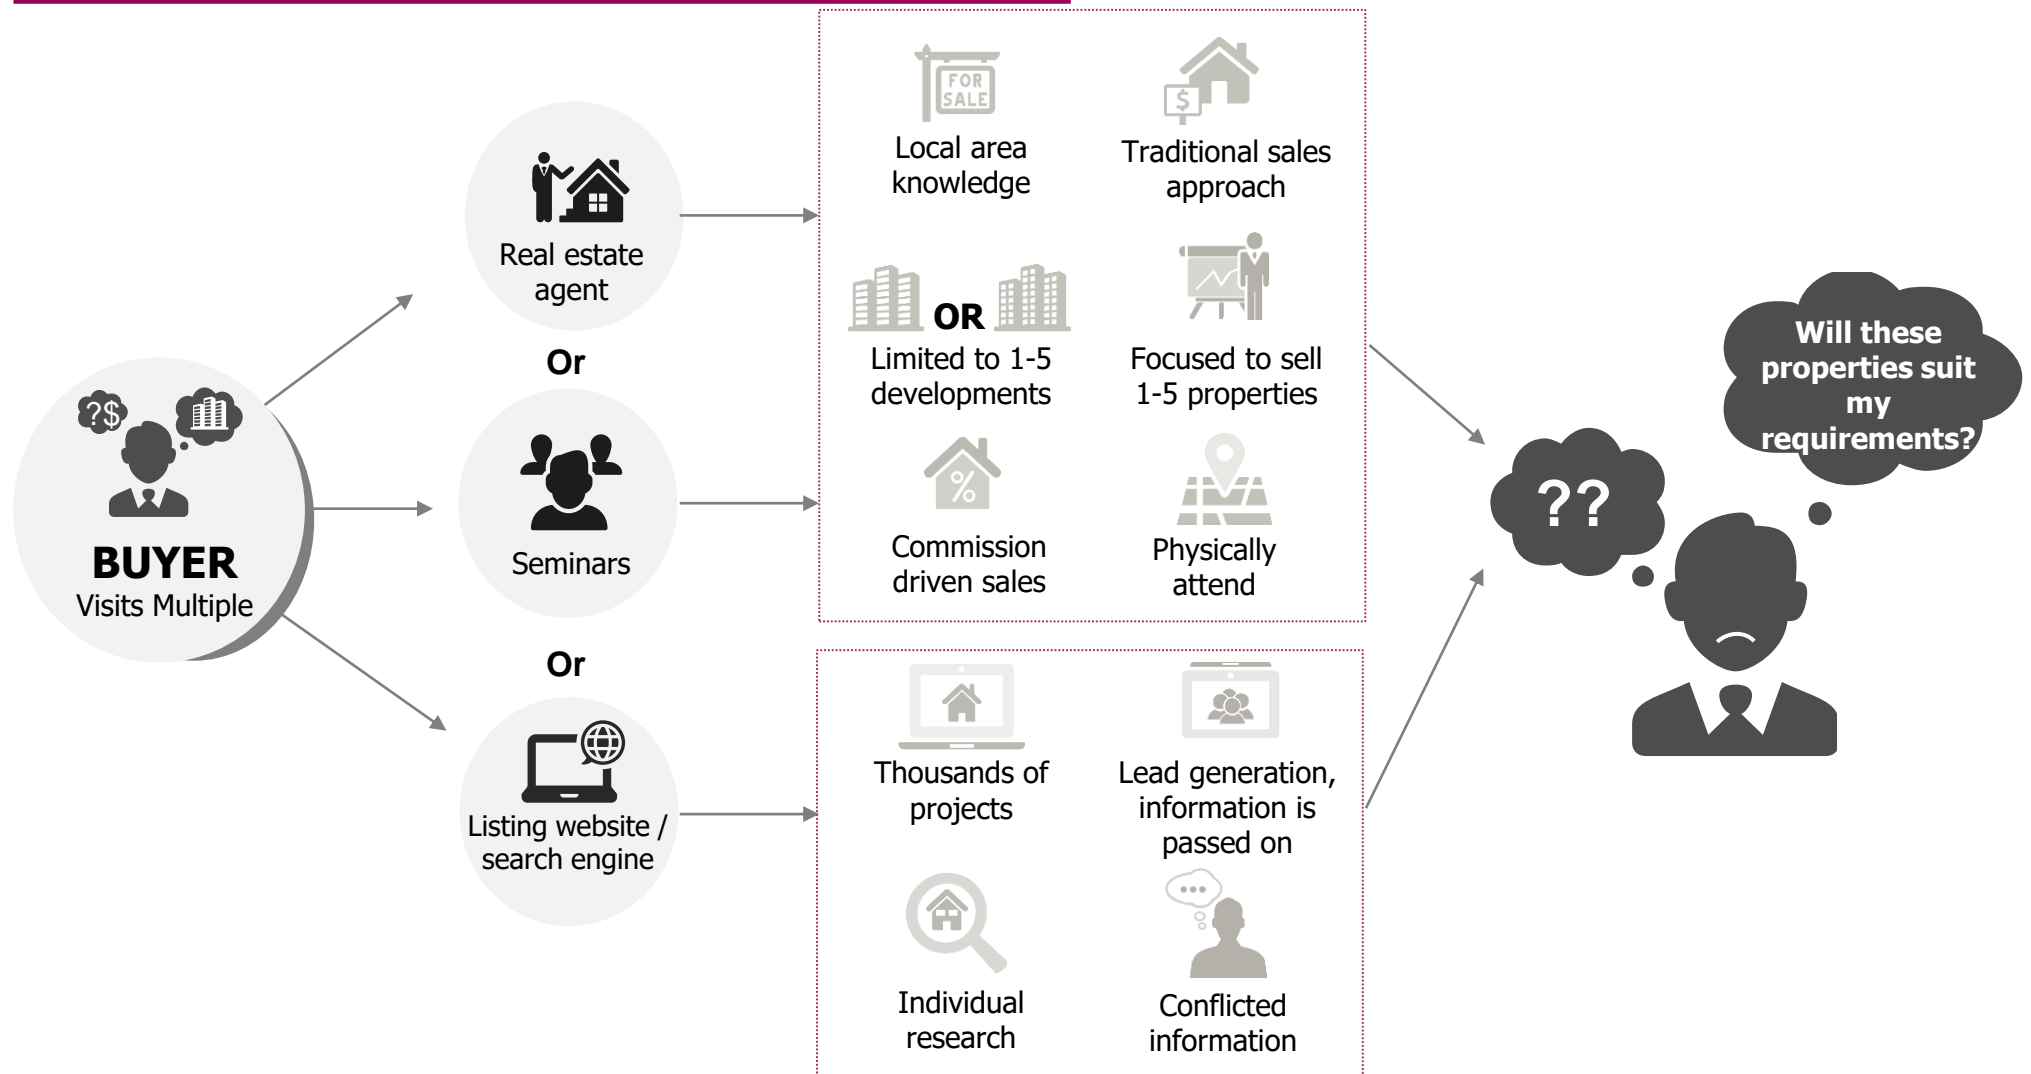 ?$
BUYER
Visits Multiple
Real estate
agent
Or
Seminars
Or
Listing website /
search engine
FOR
SALE
Local area
knowledge
$
Traditional sales
approach
OR
Limited to 1-5
developments
Focused to sell
1-5 properties
%
Commission
driven sales
Physically
attend
Thousands of
projects
Lead generation,
information is
passed on
Individual
research
Conflicted
information
??
Will these
properties suit
my
requirements?